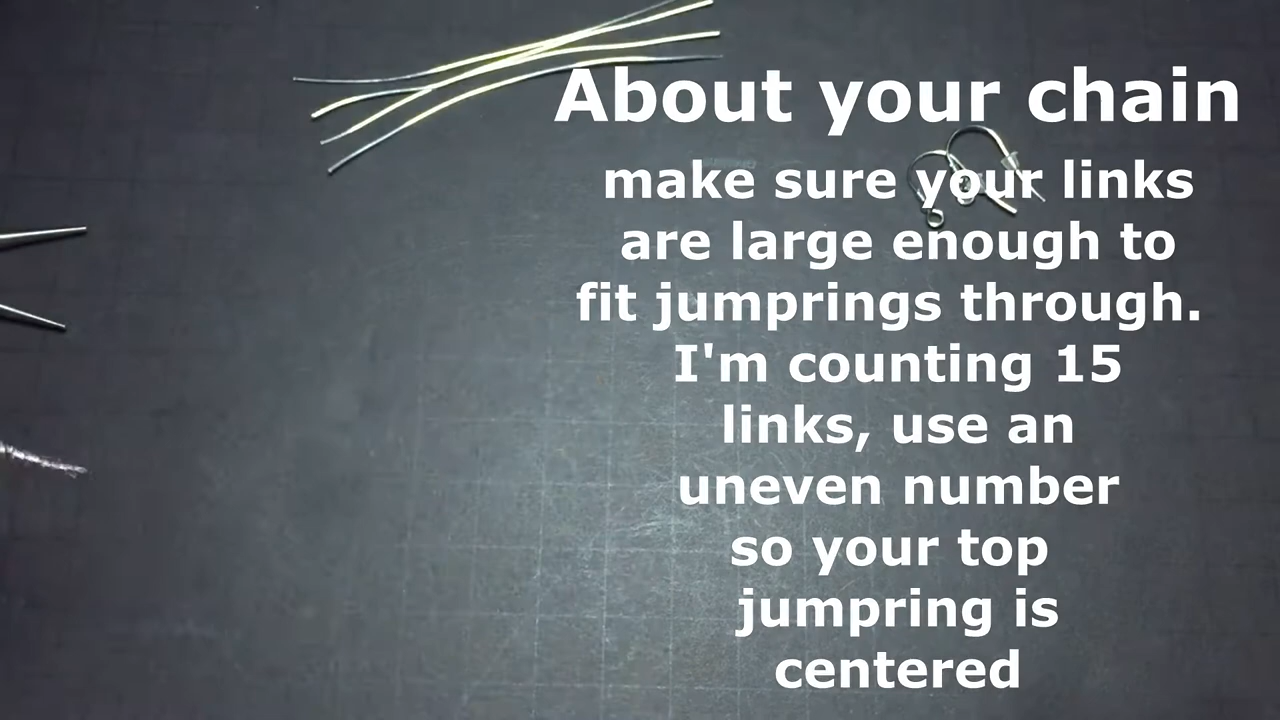 About your chain
make sure your links
are large enough to
fit jumprings through.
I'm counting 15
links, use an
uneven number
so your top
jumpring is
centered